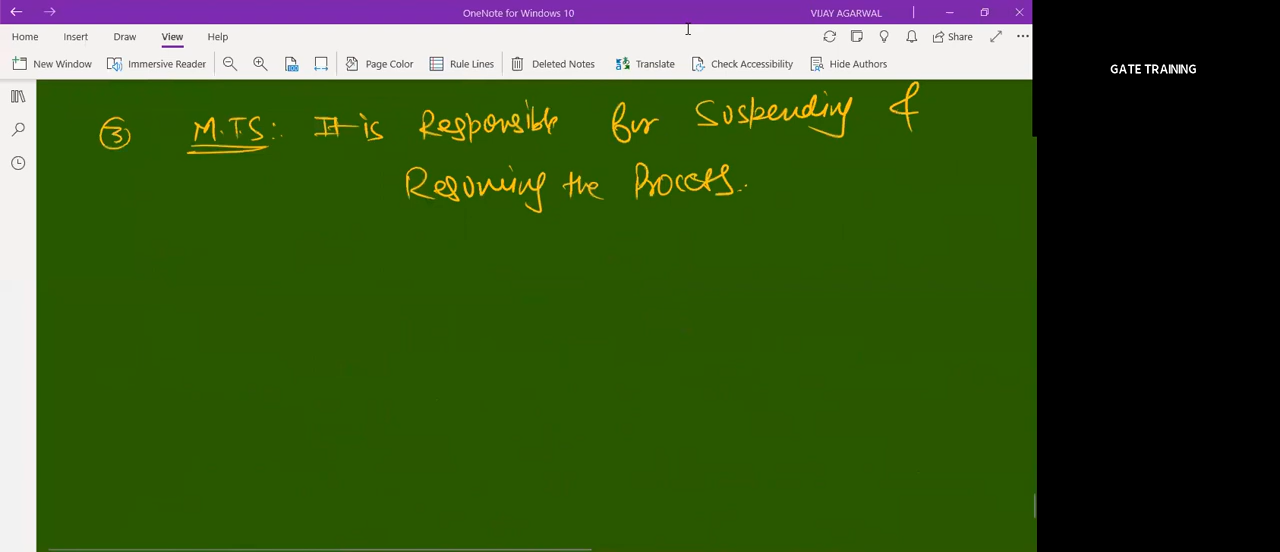 OneNote for Windows 10
VIJAY AGARWAL
Home Insert Draw View Help
Share
New Window Immersive Reader Page Color Rule Lines Deleted Notes Translate Check Accessibility Hide Authors
GATE TRAINING
③ M.T.S:. It is Responsible for Suspending &
Resuming the Process.